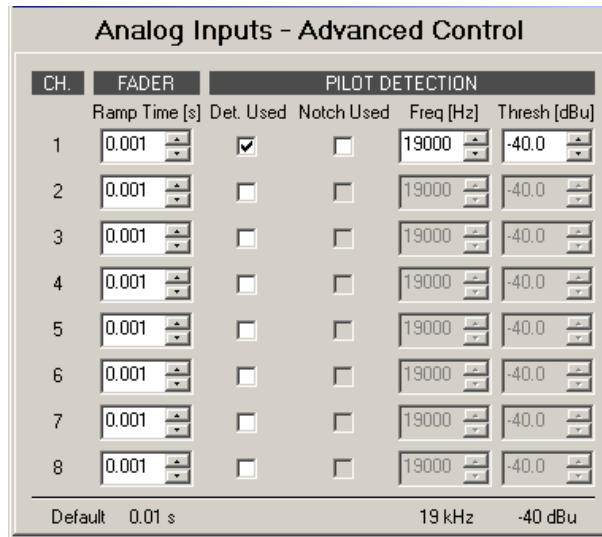 Analog Inputs - Advanced Control
CH. FADER PILOT DETECTION
Ramp Time [s] Det. Used Notch Used Freq [Hz] Thresh [dBu]
1 0.001 19000 -40.0
2 0.001 19000 -40.0
3 0.001 19000 -40.0
4 0.001 19000 -40.0
5 0.001 19000 -40.0
6 0.001 19000 -40.0
7 0.001 19000 -40.0
8 0.001 19000 -40.0
Default 0.01 s 19 kHz -40 dBu